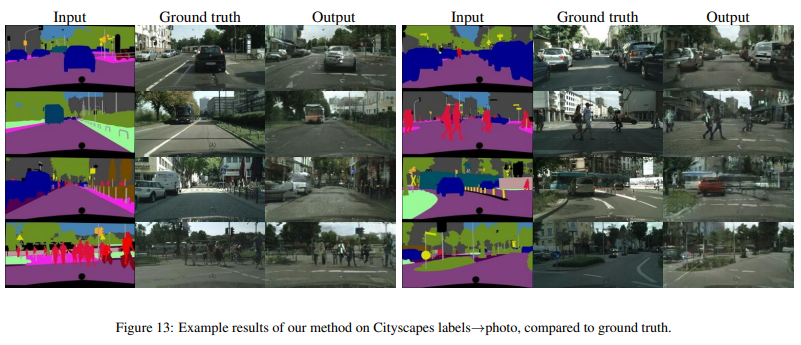 Input Ground truth Output Input Ground truth Output
Figure 13: Example results of our method on Cityscapes labels→photo, compared to ground truth.